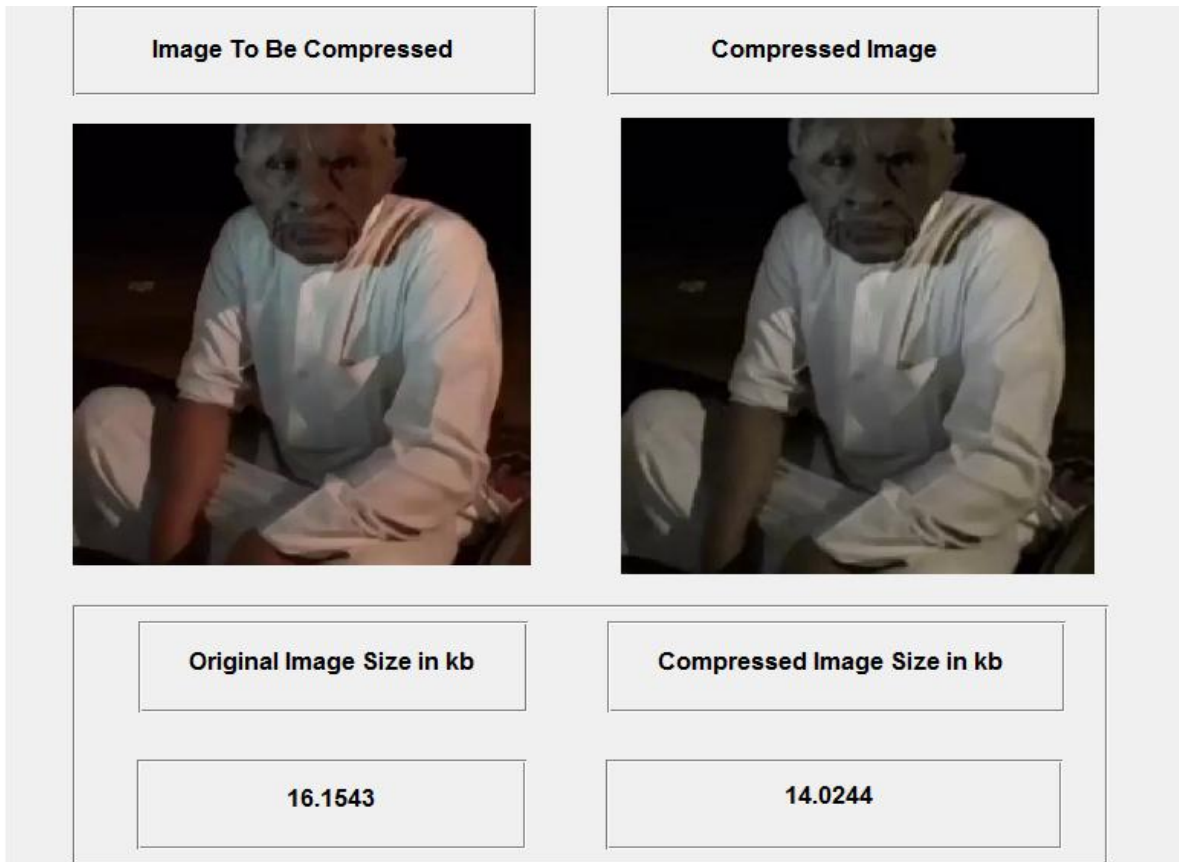 Image To Be Compressed
Compressed Image
Original Image Size in kb
Compressed Image Size in kb
16.1543
14.0244